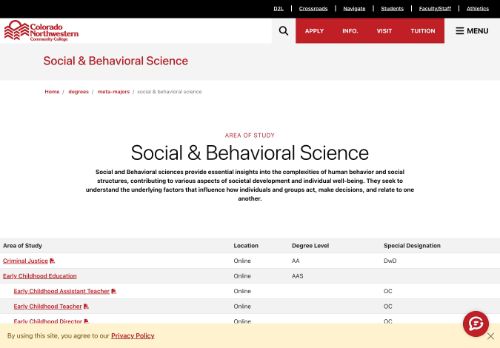 D2L Crossroads Navigate Students Faculty/Staff Athletics
Colorado
Northwestern
Community College
APPLY INFO. VISIT TUITION MENU
Social & Behavioral Science
Home / degrees / meta-majors / social & behavioral science
AREA OF STUDY
Social & Behavioral Science
Social and Behavioral sciences provide essential insights into the complexities of human behavior and social
structures, contributing to various aspects of societal development and individual well-being. They seek to
understand the underlying factors that influence how individuals and groups act, make decisions, and relate to one
another.
Area of Study Location Degree Level Special Designation
Criminal Justice Online AA DwD
Early Childhood Education Online AAS
Early Childhood Assistant Teacher Online OC
Early Childhood Teacher Online OC
Early Childhood Director Online OC
By using this site, you agree to our Privacy Policy